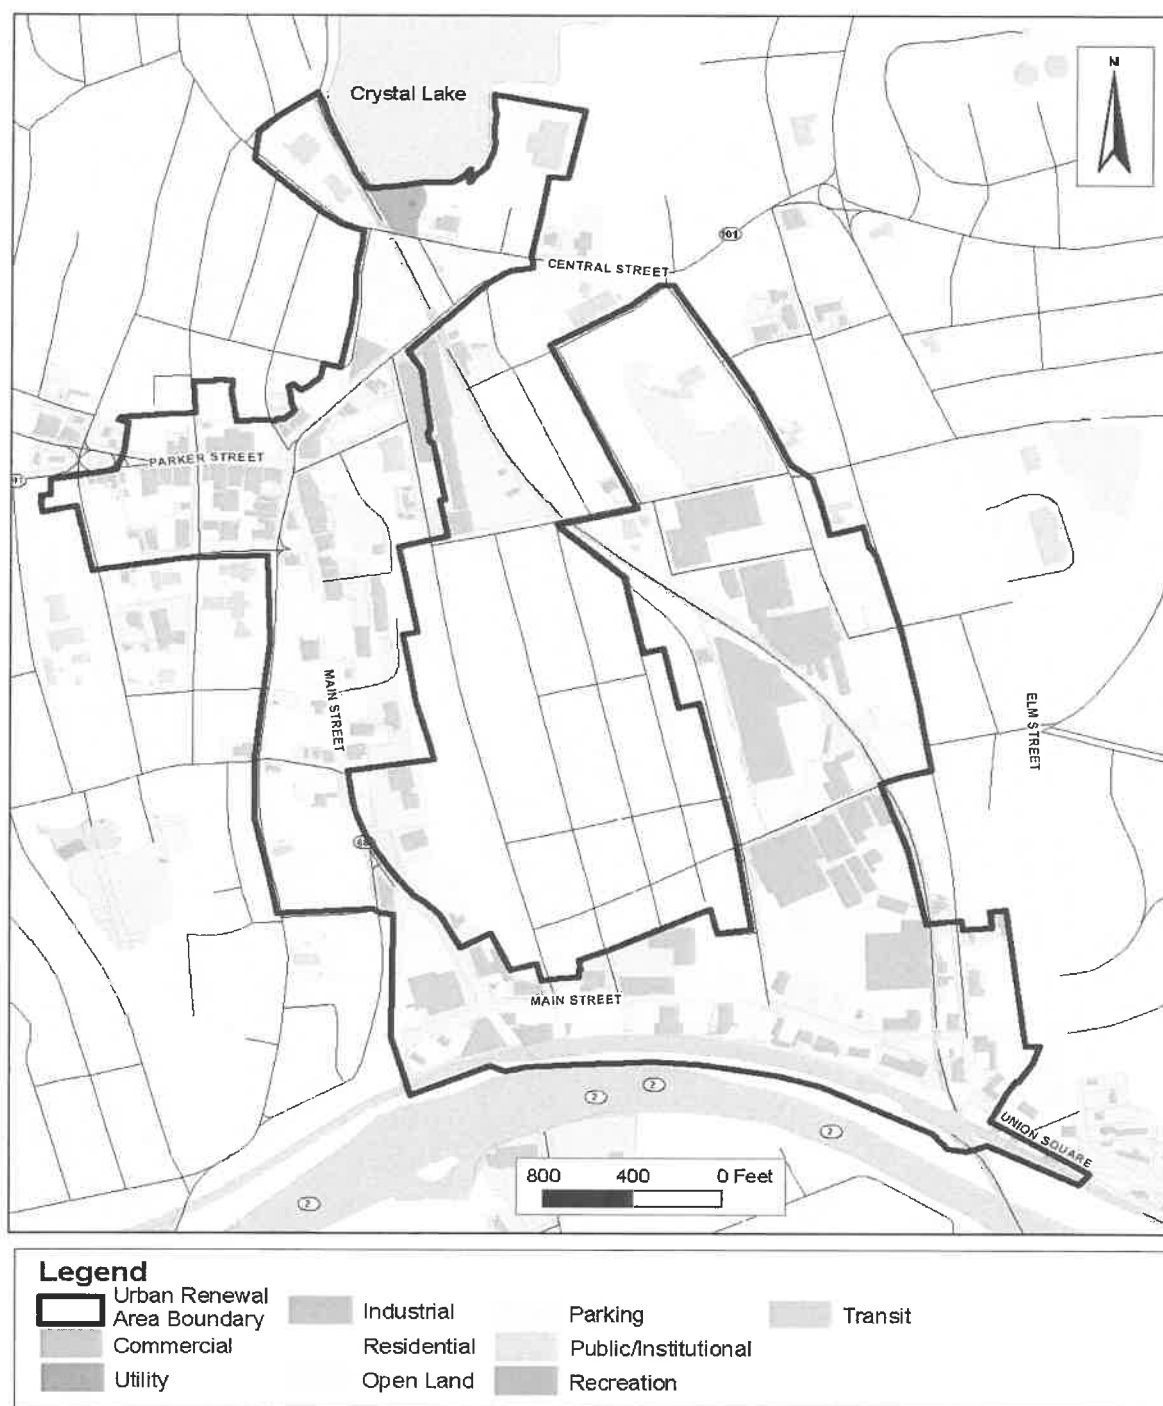 Crystal Lake
N
101
CENTRAL STREET
PARKER STREET
MAIN STREET
ELM STREET
68
MAIN STREET
2
2
2
UNION SQUARE
2
800 400 0 Feet
Legend
Urban Renewal
Area Boundary
Industrial
Parking
Transit
Commercial
Residential
Public/Institutional
Utility
Open Land
Recreation